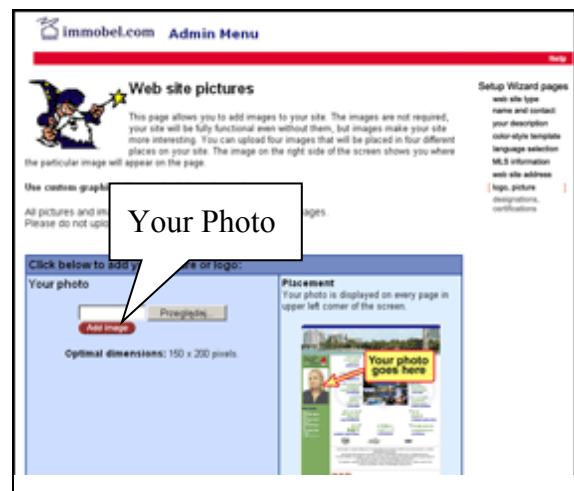 immobel.com Admin Menu
Help
Web site pictures
This page allows you to add images to your site. The images are not required,
your site will be fully functional even without them, but images make your site
more interesting. You can upload four images that will be placed in four different
places on your site. The image on the right side of the screen shows you where
the particular image will appear on the page.
Use custom graphi
All pictures and ima ages.
Please do not uplo
Your Photo
Click below to add y re or logo:
Your photo
Przeglądaj...
Add image
Optimal dimensions: 150 x 200 pixels.
Placement
Your photo is displayed on every page in
upper left corner of the screen.
Your photo
goes here
Setup Wizard pages
web site type
name and contact
your description
color-style template
language selection
MLS information
web site address
[ logo, picture ]
designations,
certifications